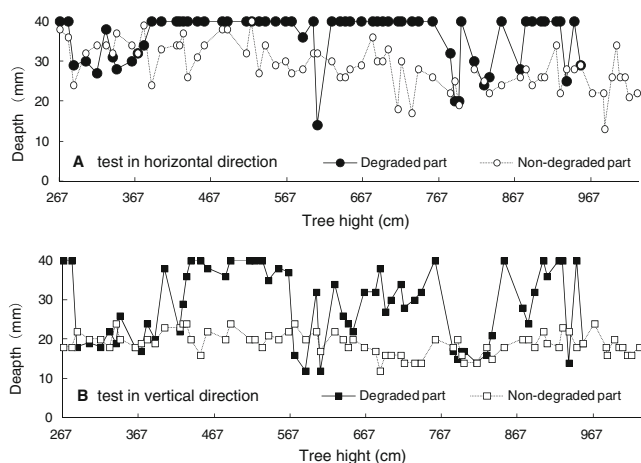 40
30
20
10
0
Deapth (mm)
A test in horizontal direction
Degraded part
Non-degraded part
267 367 467 567 667 767 867 967
Tree hight (cm)
40
30
20
10
0
Deapth (mm)
B test in vertical direction
Degraded part
Non-degraded part
267 367 467 567 667 767 867 967
Tree hight (cm)